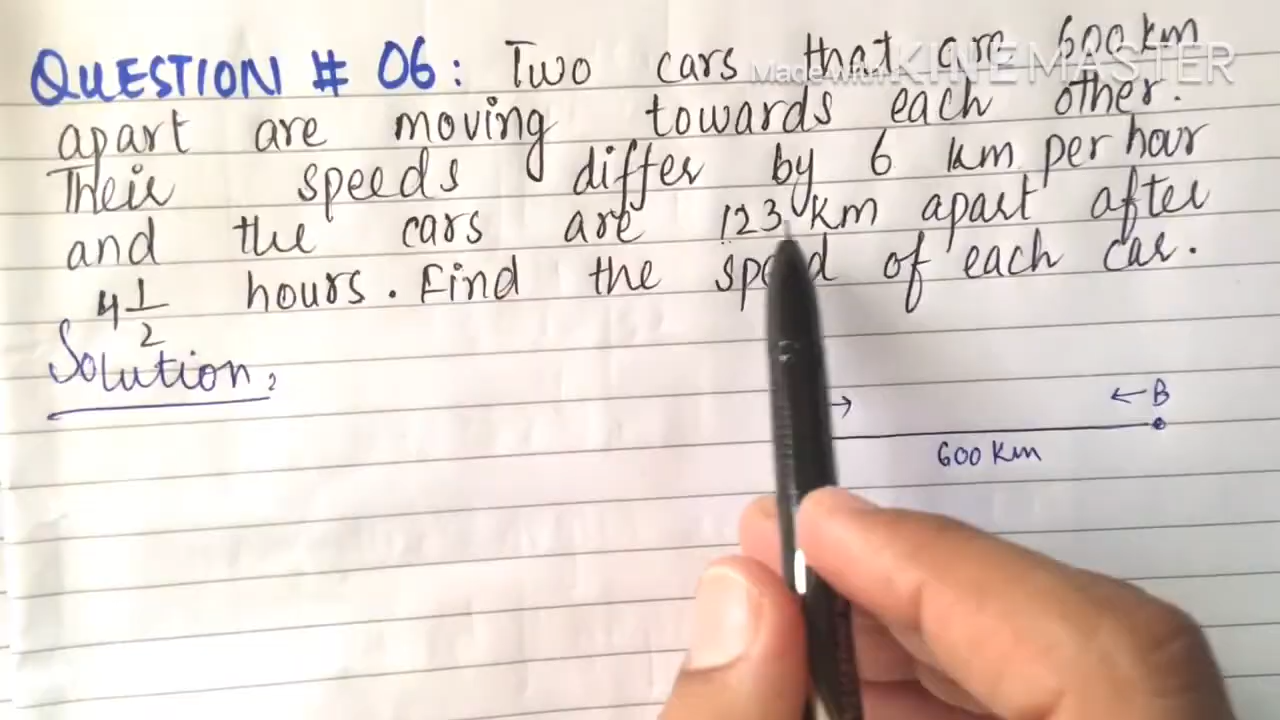 QUESTION # 06: Two cars that are 600 km
Made with KINEMASTER
apart are moving towards each other.
Their speeds differ by 6 km per hour
and the cars are 123 km apart after
4 1/2 hours. Find the speed of each car.
Solution,
→ ← B
600 Km